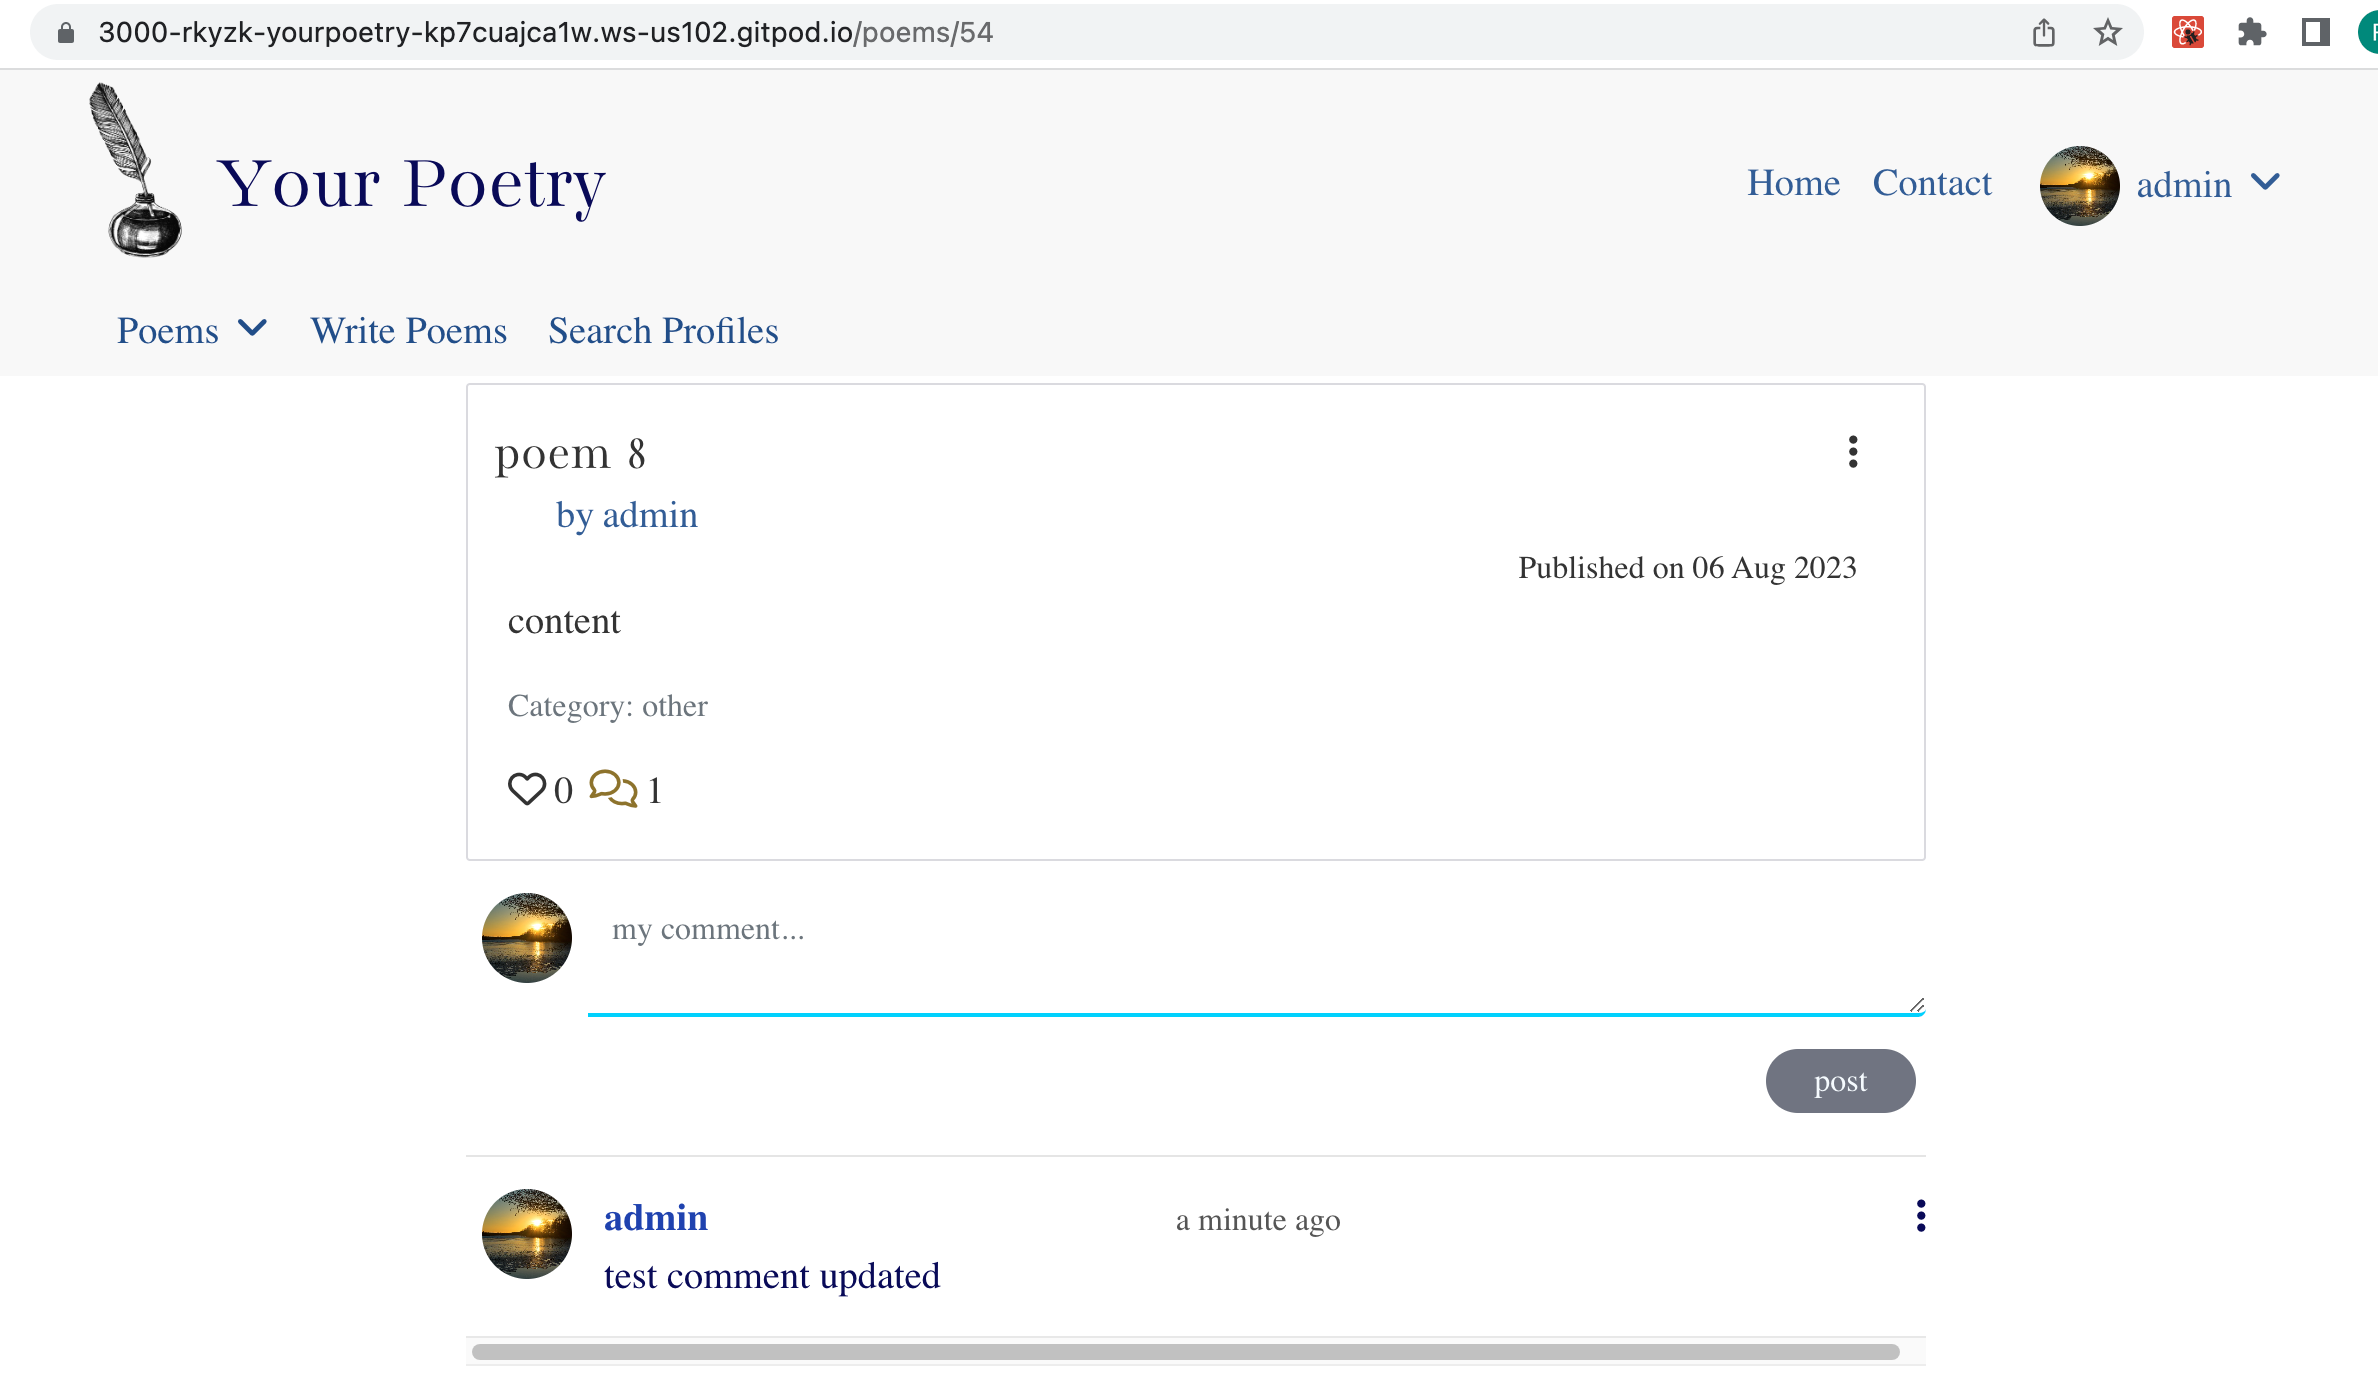 3000-rkyzk-yourpoetry-kp7cuajca1w.ws-us102.gitpod.io/poems/54
Your Poetry
Home Contact admin
Poems Write Poems Search Profiles
poem 8
by admin
Published on 06 Aug 2023
content
Category: other
0 1
my comment...
post
admin a minute ago
test comment updated